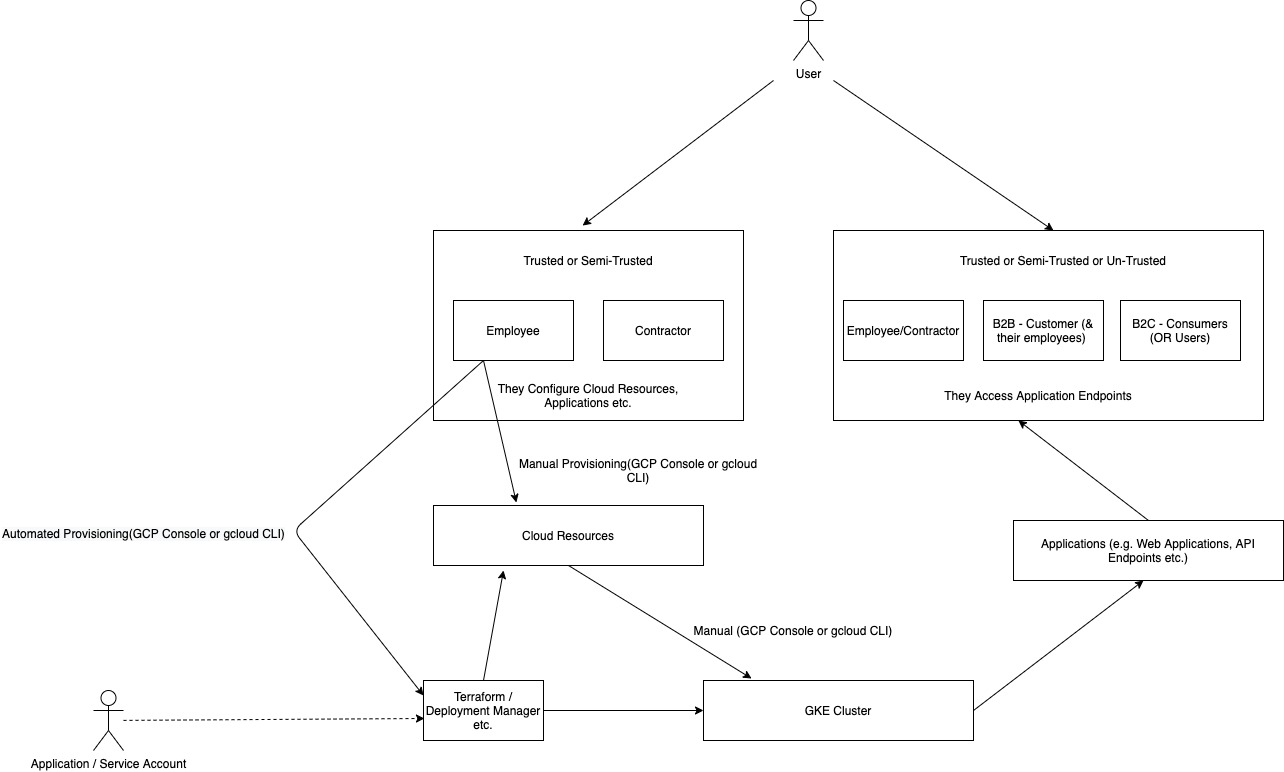 User
Trusted or Semi-Trusted
Employee
Contractor
They Configure Cloud Resources,
Applications etc.
Trusted or Semi-Trusted or Un-Trusted
Employee/Contractor
B2B - Customer (&
their employees)
B2C - Consumers
(OR Users)
They Access Application Endpoints
Manual Provisioning(GCP Console or gcloud
CLI)
Automated Provisioning(GCP Console or gcloud CLI)
Cloud Resources
Applications (e.g. Web Applications, API
Endpoints etc.)
Manual (GCP Console or gcloud CLI)
Terraform /
Deployment Manager
etc.
GKE Cluster
Application / Service Account